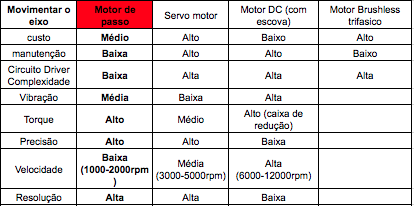 Movimentar o eixo | Motor de passo | Servo motor | Motor DC (com escova) | Motor Brushless trifasico
custo | Médio | Alto | Baixo | Alto
manutenção | Baixa | Alto | Alto | Baixo
Circuito Driver Complexidade | Baixa | Alta | Alta | Alta
Vibração | Média | Baixa | Alta
Torque | Alto | Médio | Alto (caixa de redução)
Precisão | Alto | Alto | Baixa
Velocidade | Baixa (1000-2000rpm) | Média (3000-5000rpm) | Alta (6000-12000rpm)
Resolução | Alta | Alta | Baixa